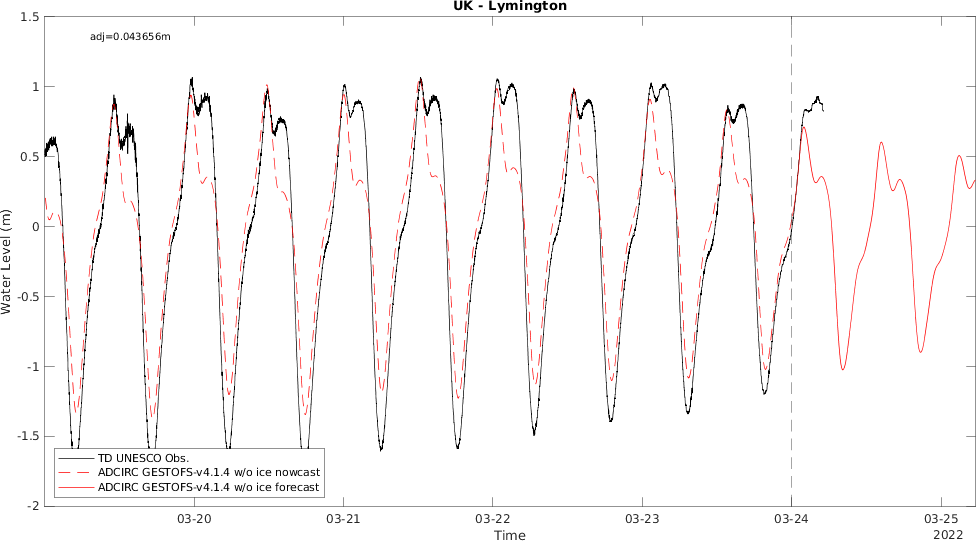 UK - Lymington
adj=0.043656m
1.5
1
0.5
0
-0.5
-1
-1.5
-2
Water Level (m)
TD UNESCO Obs.
ADCIRC GESTOFS-v4.1.4 w/o ice nowcast
ADCIRC GESTOFS-v4.1.4 w/o ice forecast
03-20 03-21 03-22 03-23 03-24 03-25
Time
2022